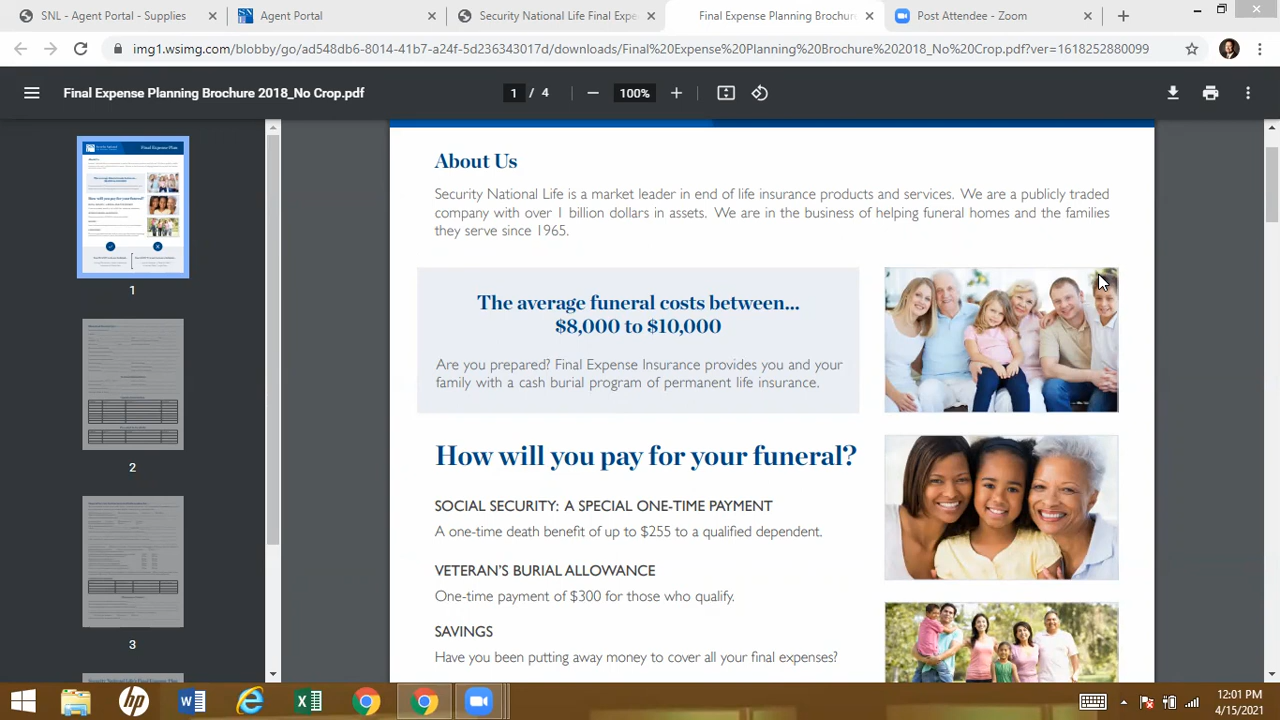 SNL - Agent Portal - Supplies
Agent Portal
Security National Life Final Expe
Final Expense Planning Brochure
Post Attendee - Zoom
img1.wsimg.com/blobby/go/ad548db6-8014-41b7-a24f-5d236343017d/downloads/Final%20Expense%20Planning%20Brochure%202018_No%20Crop.pdf?ver=1618252880099
Final Expense Planning Brochure 2018_No Crop.pdf
1 / 4
100%
About Us
Security National Life is a market leader in end of life insurance products and services. We are a publicly traded
company with over a billion dollars in assets. We are in the business of helping funeral homes and the families
they serve since 1965.
The average funeral costs between...
$8,000 to $10,000
Are you prepared? Final Expense Insurance provides you and your
family with a cash burial program of permanent life insurance.
How will you pay for your funeral?
SOCIAL SECURITY: A SPECIAL ONE-TIME PAYMENT
A one-time death benefit of up to $255 to a qualified dependent.
VETERAN'S BURIAL ALLOWANCE
One-time payment of $300 for those who qualify.
SAVINGS
Have you been putting away money to cover all your final expenses?
1
2
3
12:01 PM
4/15/2021